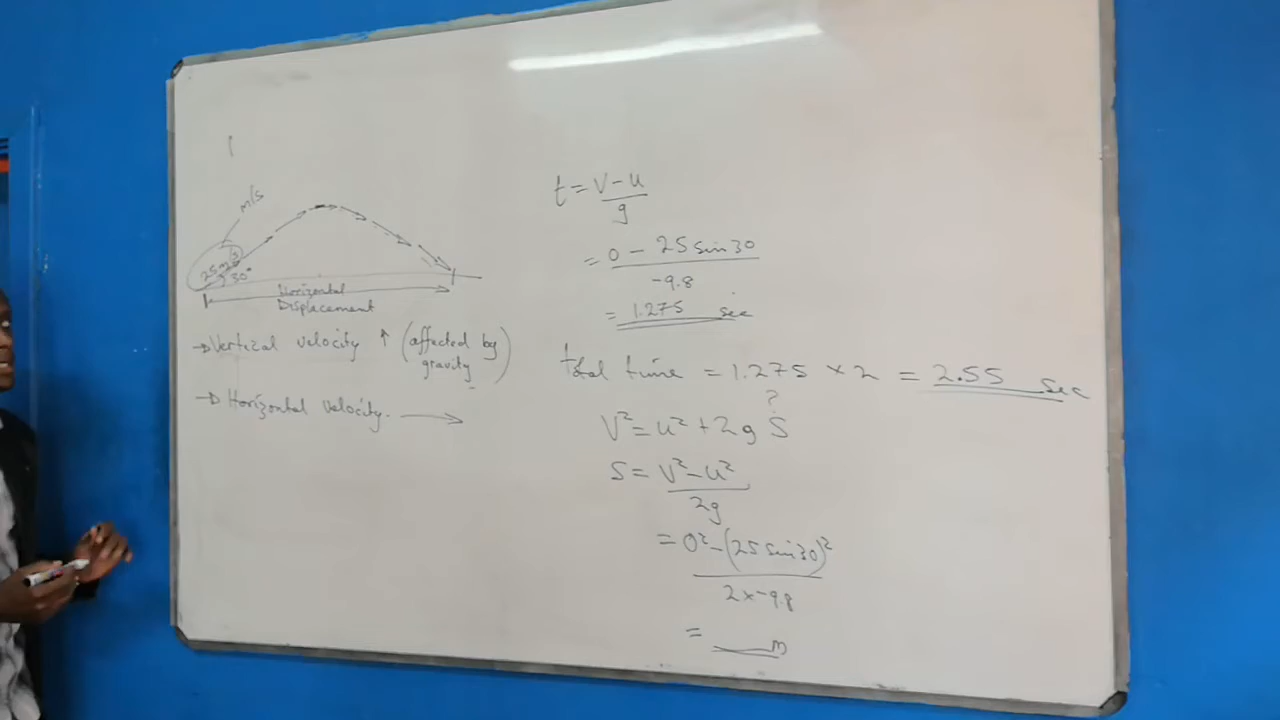 m/s
25m/s
30°
Horizontal
Displacement
→Vertical velocity ↑ (affected by
gravity)
→ Horizontal velocity. →
t = V-u
g
= 0 - 25 sin 30
-9.8
= 1.275 sec
total time = 1.275 × 2 = 2.55 sec
?
V² = u² + 2g S
S = V² - u²
2g
= 0² - (25 sin 30)²
2 x -9.8
= m